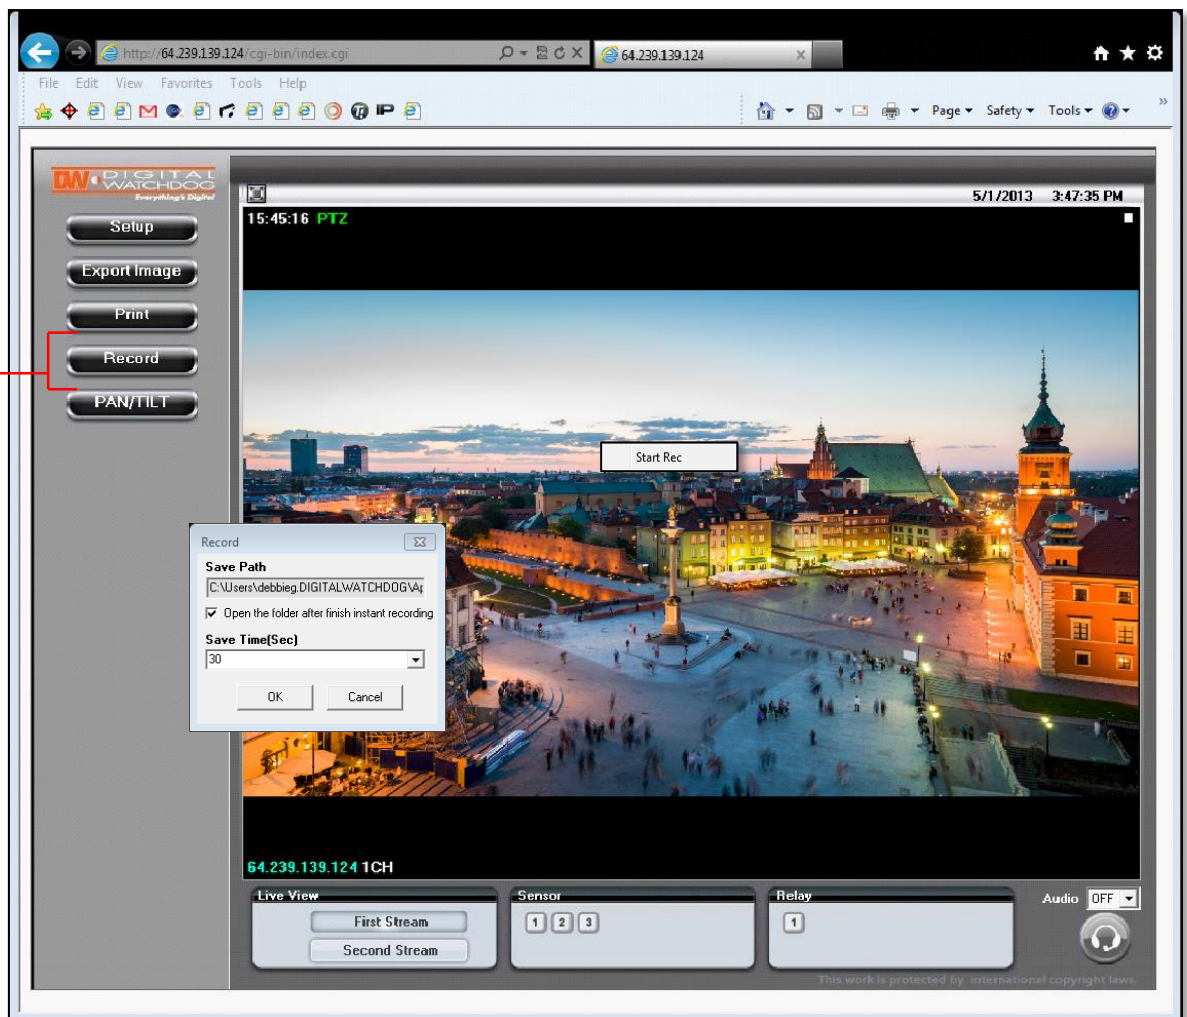 http://64.239.139.124/cgi-bin/index.cgi
64.239.139.124
File Edit View Favorites Tools Help
Page Safety Tools
DW DIGITAL WATCHDOG
Everything's Digital
5/1/2013 3:47:35 PM
Setup
Export Image
Print
Record
PAN/TILT
15:45:16 PTZ
Start Rec
Record
Save Path
C:\Users\debbieg.DIGITALWATCHDOG\Ap
Open the folder after finish instant recording
Save Time(Sec)
30
OK Cancel
64.239.139.124 1CH
Live View
First Stream
Second Stream
Sensor
1 2 3
Relay
1
Audio OFF
This work is protected by international copyright laws.